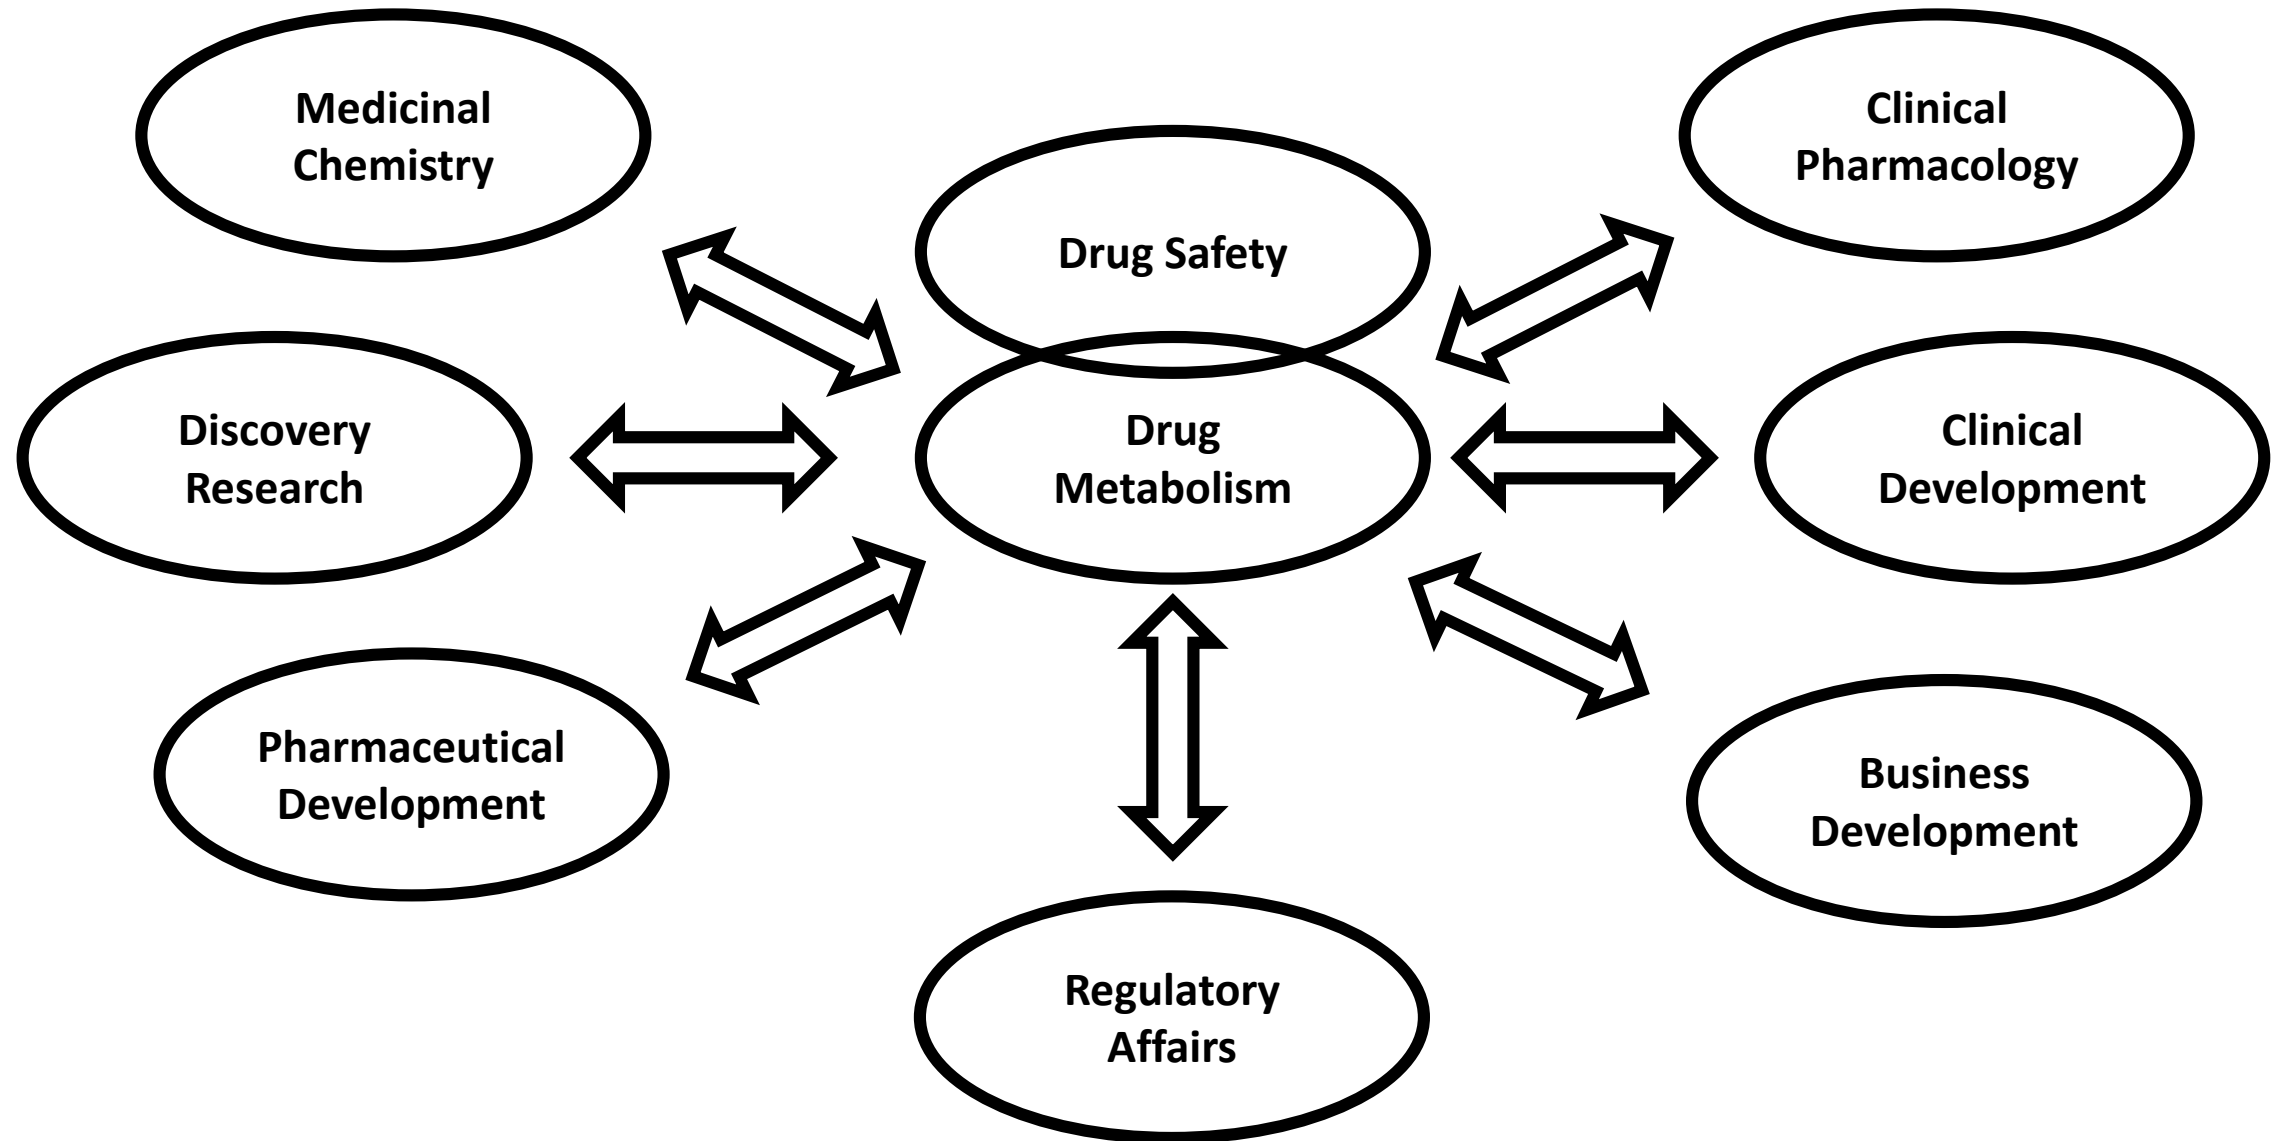 Medicinal
Chemistry
Clinical
Pharmacology
Drug Safety
Discovery
Research
Drug
Metabolism
Clinical
Development
Pharmaceutical
Development
Business
Development
Regulatory
Affairs